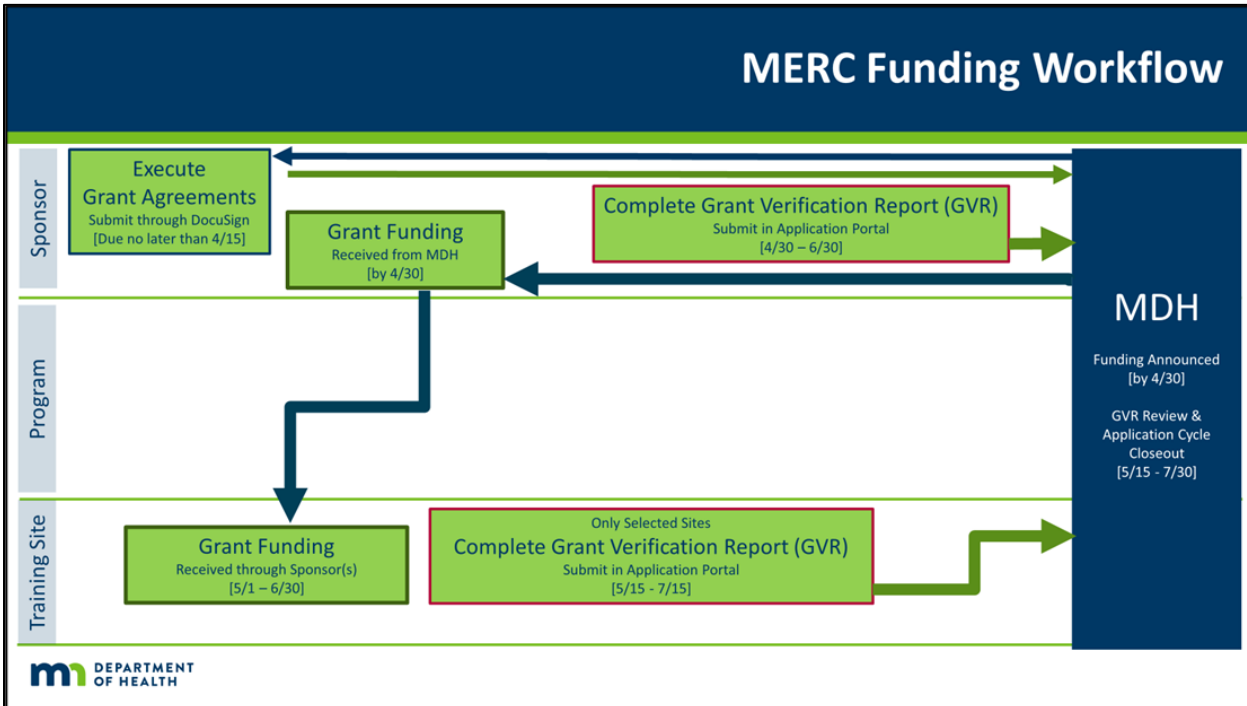 MERC Funding Workflow
Sponsor
Execute
Grant Agreements
Submit through DocuSign
[Due no later than 4/15]
Grant Funding
Received from MDH
[by 4/30]
Complete Grant Verification Report (GVR)
Submit in Application Portal
[4/30 – 6/30]
MDH
Funding Announced
[by 4/30]
GVR Review &
Application Cycle
Closeout
[5/15 - 7/30]
Program
Training Site
Grant Funding
Received through Sponsor(s)
[5/1 – 6/30]
Only Selected Sites
Complete Grant Verification Report (GVR)
Submit in Application Portal
[5/15 - 7/15]
mn DEPARTMENT
OF HEALTH